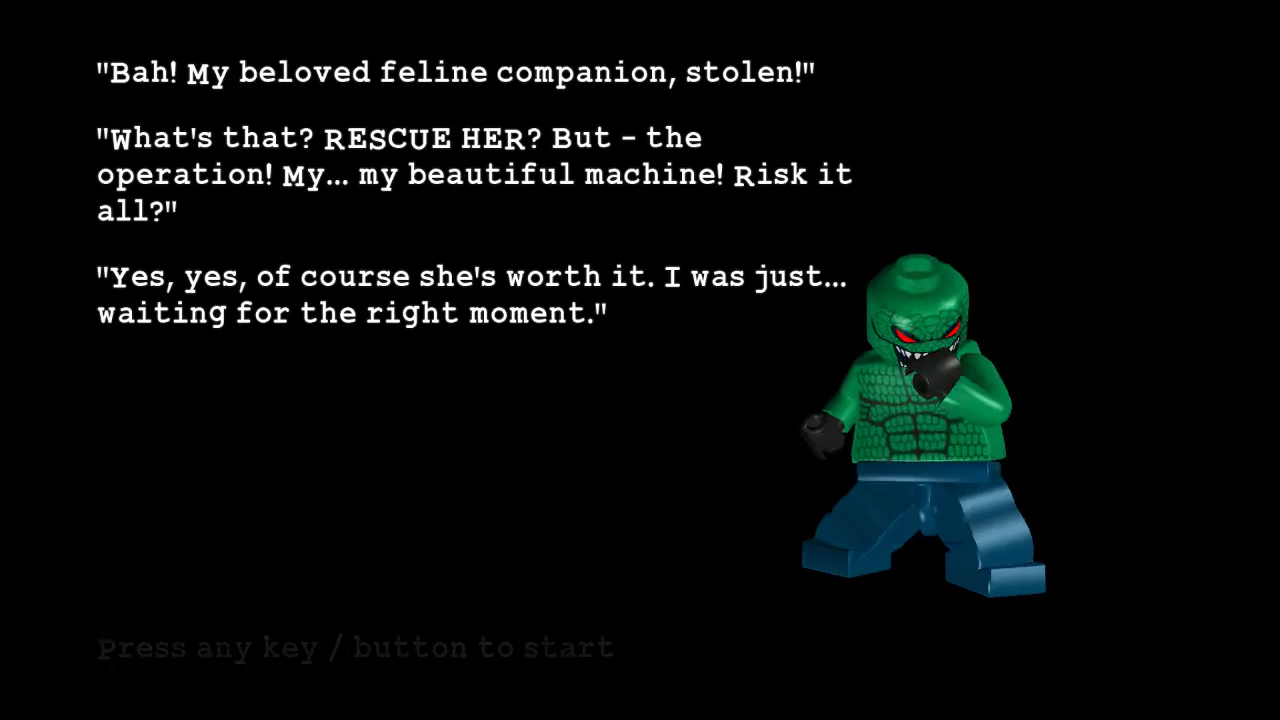 "Bah! My beloved feline companion, stolen!"
"What's that? RESCUE HER? But - the
operation! My... my beautiful machine! Risk it
all?"
"Yes, yes, of course she's worth it. I was just...
waiting for the right moment."
Press any key / button to start